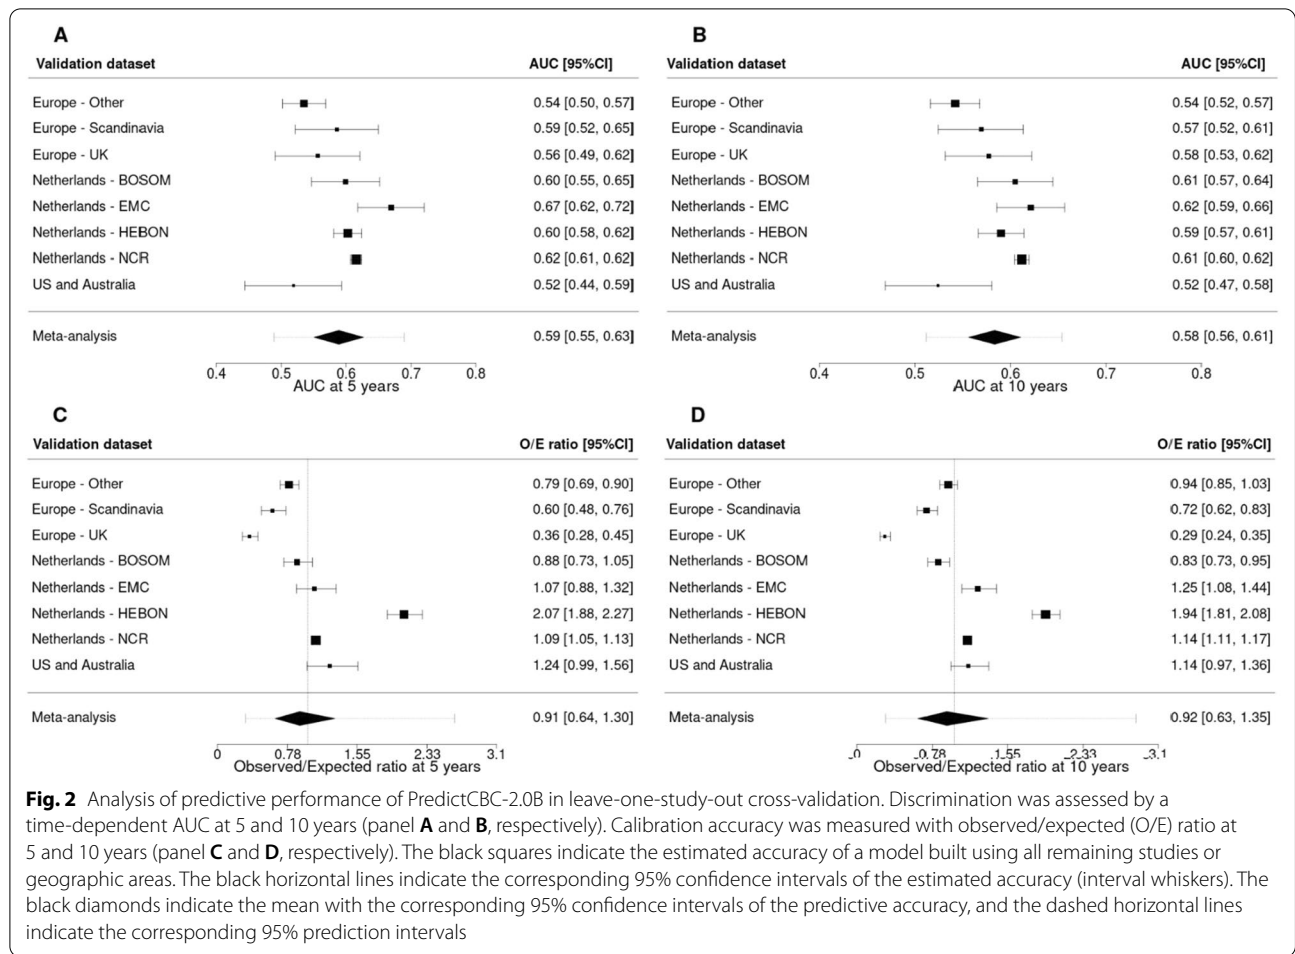 A
Validation dataset AUC [95%CI]
Europe - Other 0.54 [0.50, 0.57]
Europe - Scandinavia 0.59 [0.52, 0.65]
Europe - UK 0.56 [0.49, 0.62]
Netherlands - BOSOM 0.60 [0.55, 0.65]
Netherlands - EMC 0.67 [0.62, 0.72]
Netherlands - HEBON 0.60 [0.58, 0.62]
Netherlands - NCR 0.62 [0.61, 0.62]
US and Australia 0.52 [0.44, 0.59]
Meta-analysis 0.59 [0.55, 0.63]
0.4 0.5 0.6 0.7 0.8
AUC at 5 years
B
Validation dataset AUC [95%CI]
Europe - Other 0.54 [0.52, 0.57]
Europe - Scandinavia 0.57 [0.52, 0.61]
Europe - UK 0.58 [0.53, 0.62]
Netherlands - BOSOM 0.61 [0.57, 0.64]
Netherlands - EMC 0.62 [0.59, 0.66]
Netherlands - HEBON 0.59 [0.57, 0.61]
Netherlands - NCR 0.61 [0.60, 0.62]
US and Australia 0.52 [0.47, 0.58]
Meta-analysis 0.58 [0.56, 0.61]
0.4 0.5 0.6 0.7 0.8
AUC at 10 years
C
Validation dataset O/E ratio [95%CI]
Europe - Other 0.79 [0.69, 0.90]
Europe - Scandinavia 0.60 [0.48, 0.76]
Europe - UK 0.36 [0.28, 0.45]
Netherlands - BOSOM 0.88 [0.73, 1.05]
Netherlands - EMC 1.07 [0.88, 1.32]
Netherlands - HEBON 2.07 [1.88, 2.27]
Netherlands - NCR 1.09 [1.05, 1.13]
US and Australia 1.24 [0.99, 1.56]
Meta-analysis 0.91 [0.64, 1.30]
0 0.78 1.55 2.33 3.1
Observed/Expected ratio at 5 years
D
Validation dataset O/E ratio [95%CI]
Europe - Other 0.94 [0.85, 1.03]
Europe - Scandinavia 0.72 [0.62, 0.83]
Europe - UK 0.29 [0.24, 0.35]
Netherlands - BOSOM 0.83 [0.73, 0.95]
Netherlands - EMC 1.25 [1.08, 1.44]
Netherlands - HEBON 1.94 [1.81, 2.08]
Netherlands - NCR 1.14 [1.11, 1.17]
US and Australia 1.14 [0.97, 1.36]
Meta-analysis 0.92 [0.63, 1.35]
0 0.78 1.55 2.33 3.1
Observed/Expected ratio at 10 years
Fig. 2 Analysis of predictive performance of PredictCBC-2.0B in leave-one-study-out cross-validation. Discrimination was assessed by a
time-dependent AUC at 5 and 10 years (panel A and B, respectively). Calibration accuracy was measured with observed/expected (O/E) ratio at
5 and 10 years (panel C and D, respectively). The black squares indicate the estimated accuracy of a model built using all remaining studies or
geographic areas. The black horizontal lines indicate the corresponding 95% confidence intervals of the estimated accuracy (interval whiskers). The
black diamonds indicate the mean with the corresponding 95% confidence intervals of the predictive accuracy, and the dashed horizontal lines
indicate the corresponding 95% prediction intervals